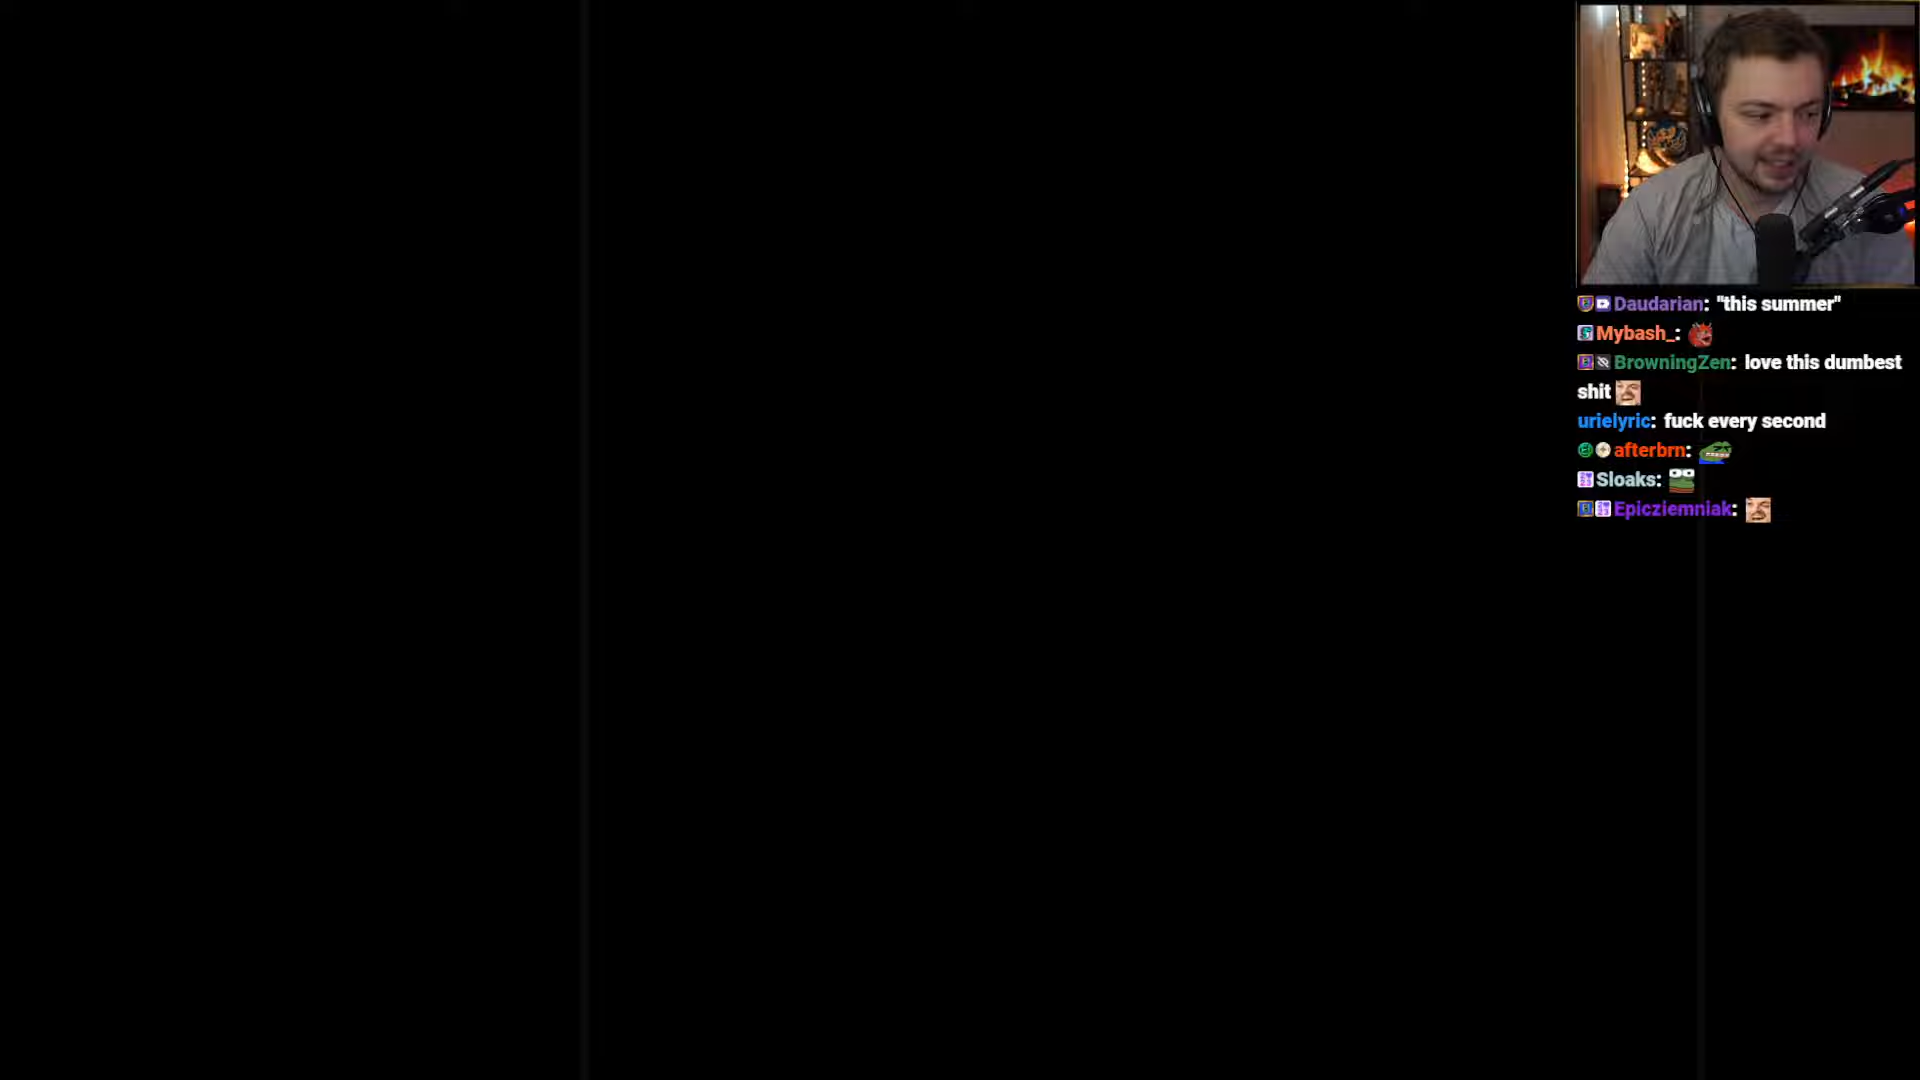 Daudarian: "this summer"
Mybash_:
BrowningZen: love this dumbest
shit
urielyric: fuck every second
afterbrn:
Sloaks:
Epicziemniak: